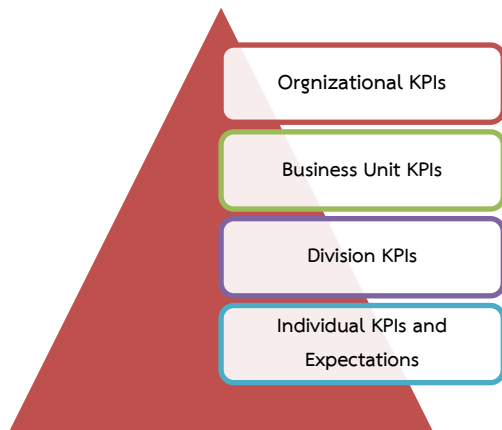 Orgnizational KPIs
Business Unit KPIs
Division KPIs
Individual KPIs and
Expectations